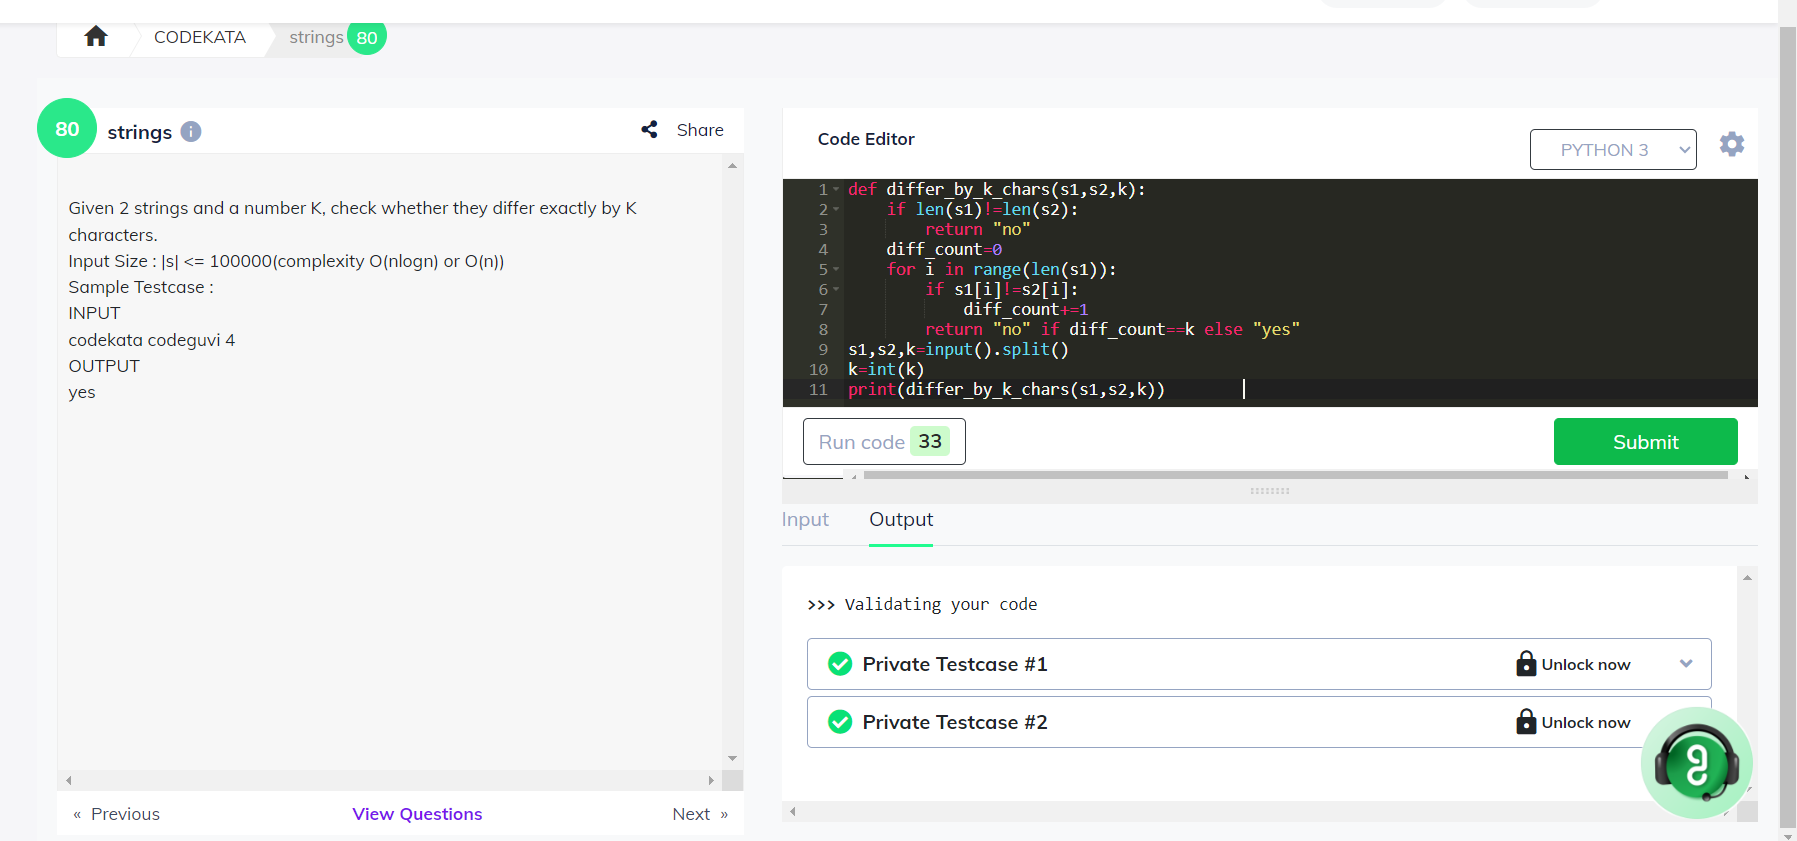 CODEKATA
strings 80
80 strings
Share
Given 2 strings and a number K, check whether they differ exactly by K
characters.
Input Size : |s| <= 100000(complexity O(nlogn) or O(n))
Sample Testcase :
INPUT
codekata codeguvi 4
OUTPUT
yes
« Previous
View Questions
Next »
Code Editor
PYTHON 3
1 def differ_by_k_chars(s1,s2,k):
2     if len(s1)!=len(s2):
3         return "no"
4     diff_count=0
5     for i in range(len(s1)):
6         if s1[i]!=s2[i]:
7             diff_count+=1
8         return "no" if diff_count==k else "yes"
9 s1,s2,k=input().split()
10 k=int(k)
11 print(differ_by_k_chars(s1,s2,k))
Run code 33
Submit
Input
Output
>>> Validating your code
Private Testcase #1
Unlock now
Private Testcase #2
Unlock now